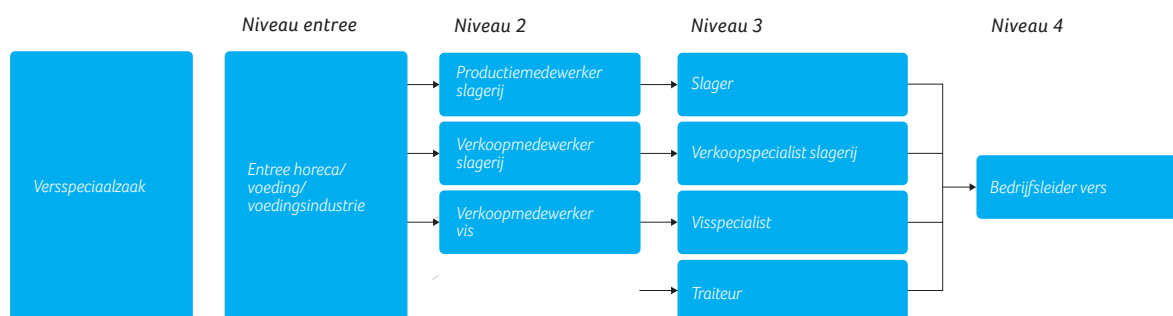 Niveau entree
Niveau 2
Niveau 3
Niveau 4
Versspeciaalzaak
Entree horeca/
voeding/
voedingsindustrie
Productiemedewerker
slagerij
Slager
Verkoopmedewerker
slagerij
Verkoopspecialist slagerij
Bedrijfsleider vers
Verkoopmedewerker
vis
Visspecialist
Traiteur